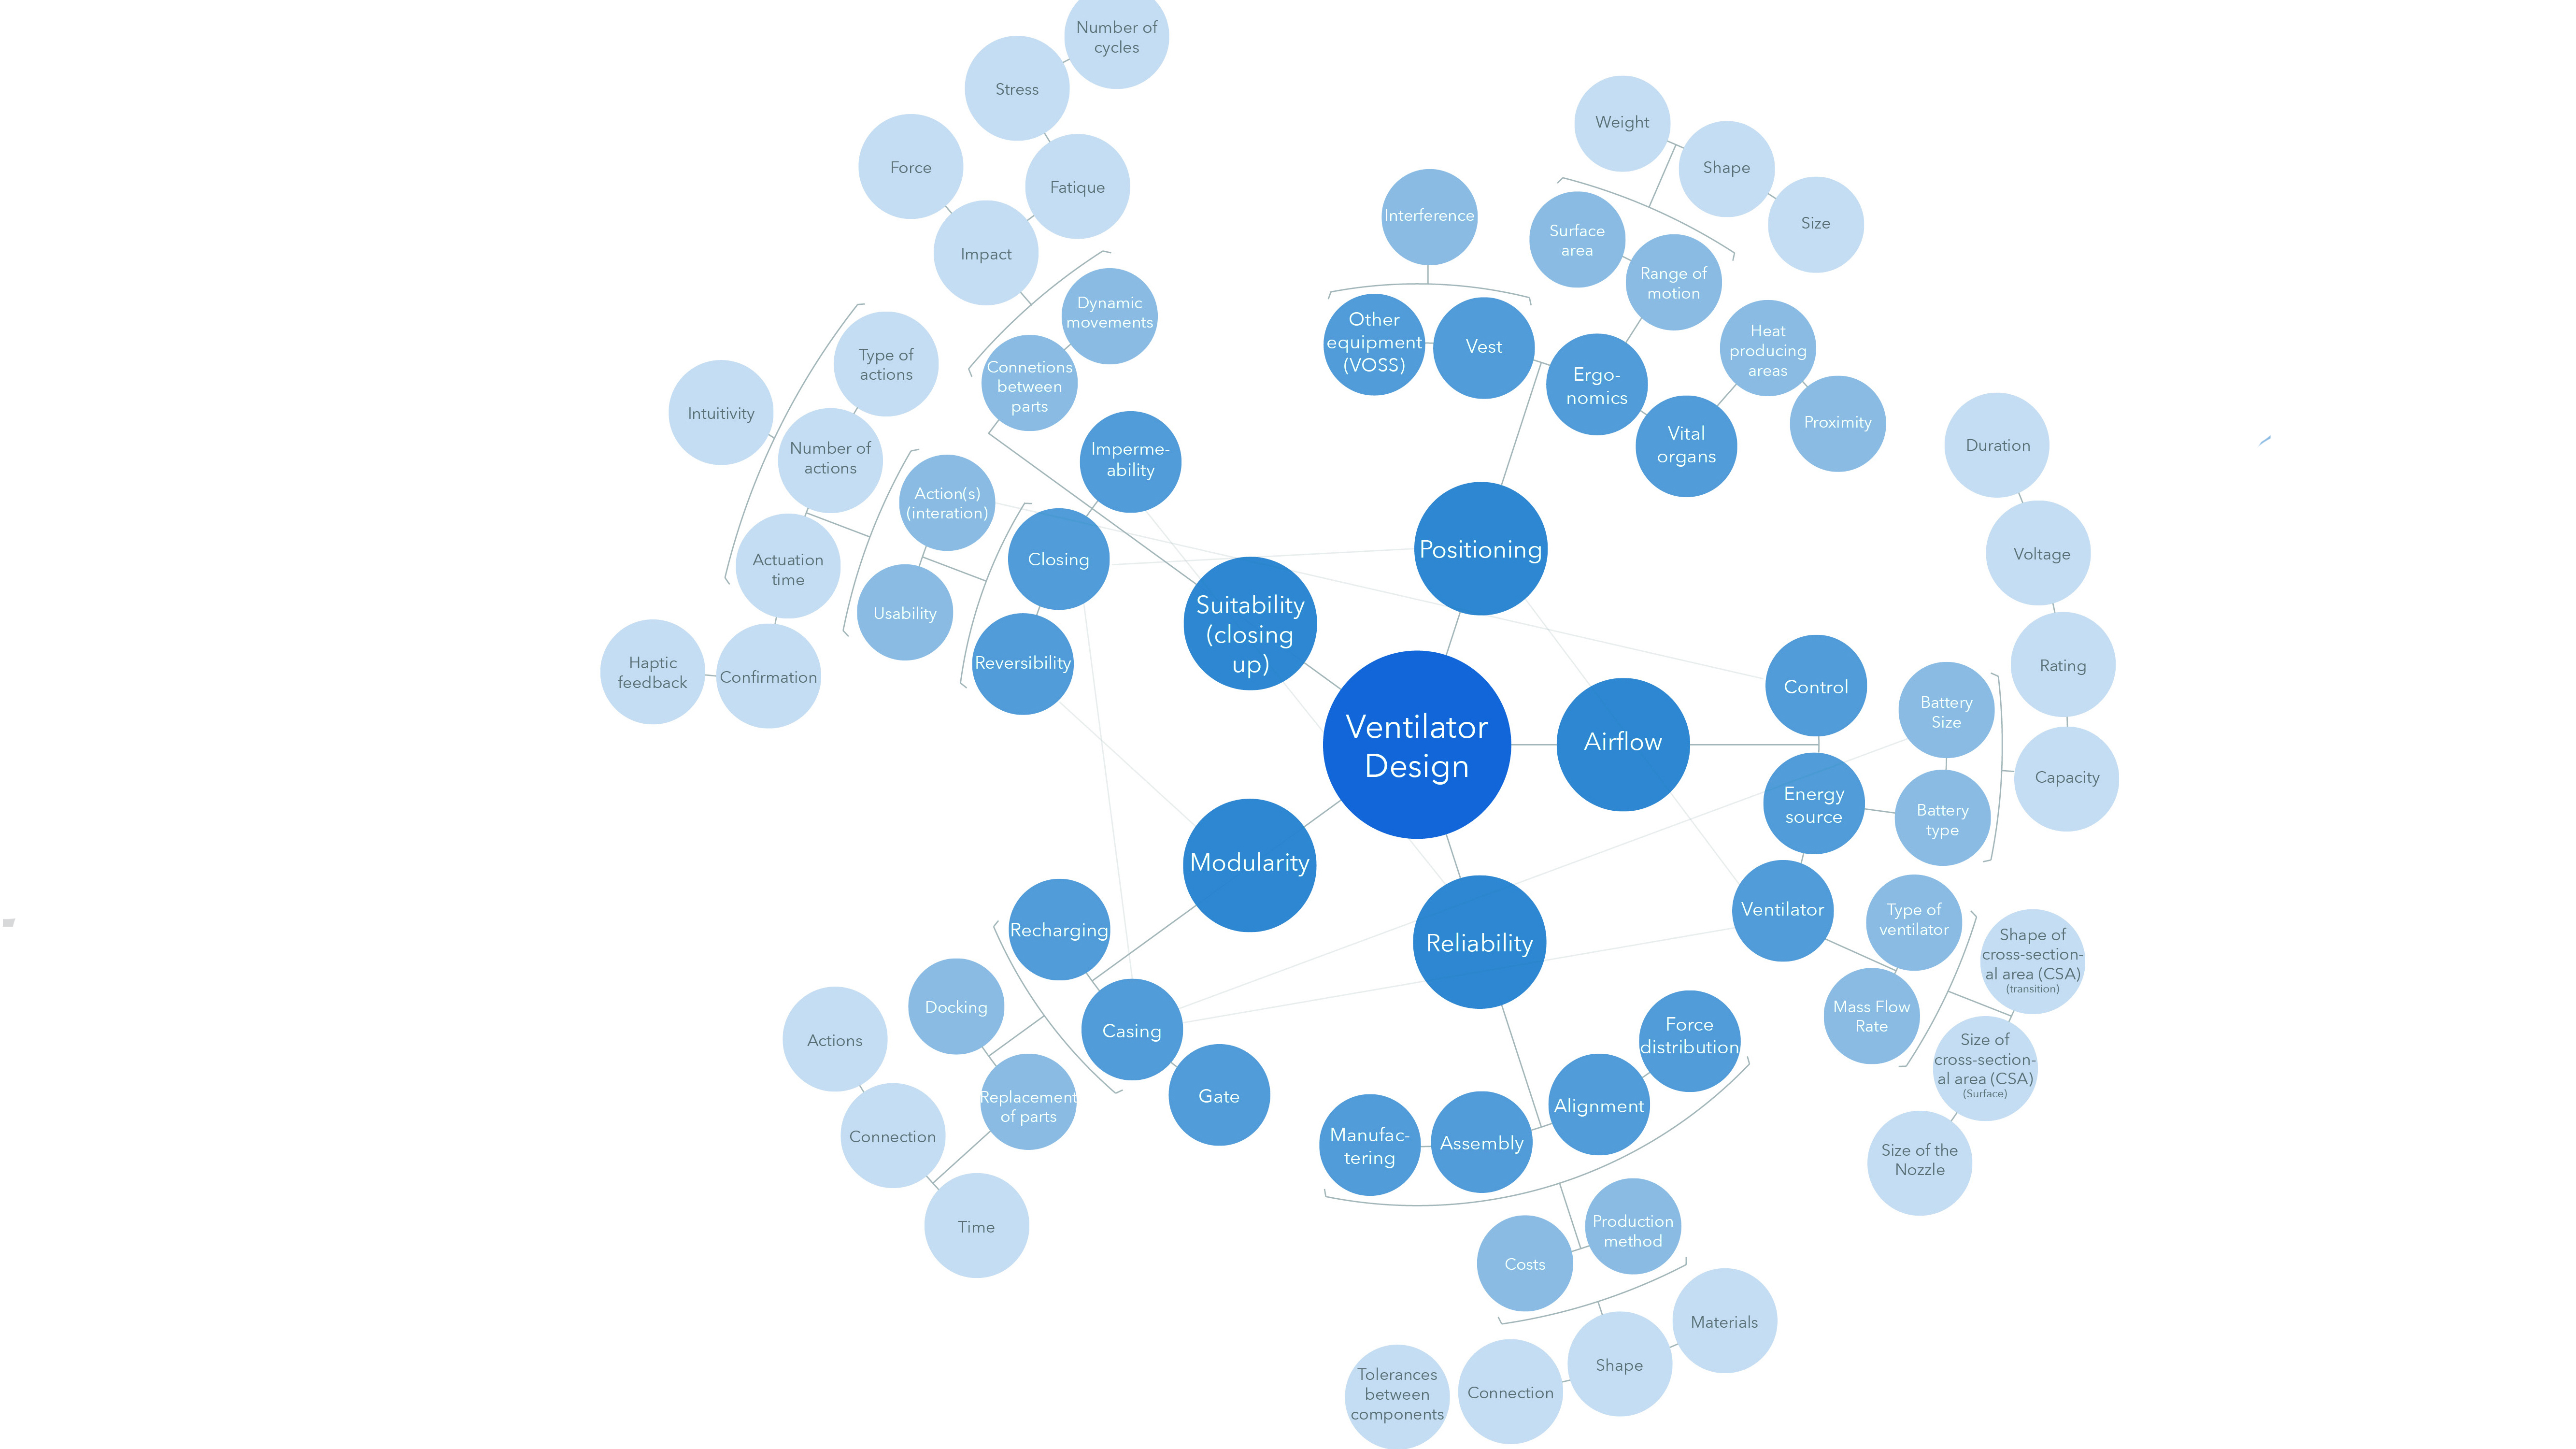 Number of
cycles
Stress
Force
Fatique
Impact
Dynamic
movements
Connetions
between
parts
Type of
actions
Intuitivity
Number of
actions
Actuation
time
Haptic
feedback
Confirmation
Action(s)
(interation)
Usability
Imperme-
ability
Closing
Reversibility
Suitability
(closing
up)
Weight
Shape
Size
Interference
Surface
area
Range of
motion
Other
equipment
(VOSS)
Vest
Ergo-
nomics
Heat
producing
areas
Vital
organs
Proximity
Positioning
Ventilator
Design
Airflow
Control
Energy
source
Ventilator
Battery
Size
Battery
type
Duration
Voltage
Rating
Capacity
Type of
ventilator
Mass Flow
Rate
Shape of
cross-section-
al area (CSA)
(transition)
Size of
cross-section-
al area (CSA)
(Surface)
Size of the
Nozzle
Modularity
Recharging
Casing
Gate
Docking
Replacement
of parts
Actions
Connection
Time
Reliability
Force
distribution
Alignment
Assembly
Manufac-
tering
Production
method
Costs
Materials
Shape
Connection
Tolerances
between
components